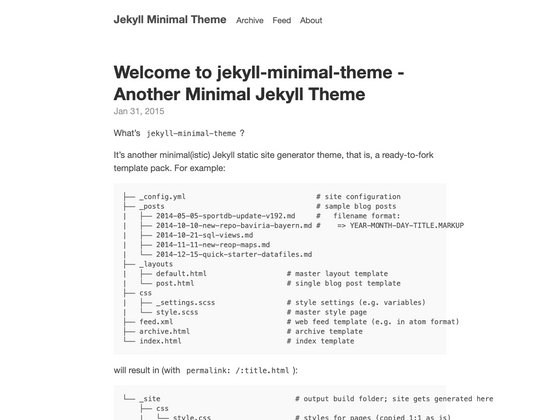 Jekyll Minimal Theme Archive Feed About
Welcome to jekyll-minimal-theme -
Another Minimal Jekyll Theme
Jan 31, 2015
What's jekyll-minimal-theme ?
It's another minimal(istic) Jekyll static site generator theme, that is, a ready-to-fork
template pack. For example:
├── _config.yml                              # site configuration
├── _posts                                   # sample blog posts
|   ├── 2014-05-05-sportdb-update-v192.md     #   filename format:
|   ├── 2014-10-10-new-repo-baviria-bayern.md #    => YEAR-MONTH-DAY-TITLE.MARKUP
|   ├── 2014-10-21-sql-views.md
|   ├── 2014-11-11-new-reop-maps.md
|   └── 2014-12-15-quick-starter-datafiles.md
├── _layouts
|   ├── default.html                  # master layout template
|   └── post.html                     # single blog post template
├── css
|   ├── _settings.scss                # style settings (e.g. variables)
|   └── style.scss                    # master style page
├── feed.xml                          # web feed template (e.g. in atom format)
├── archive.html                      # archive template
└── index.html                        # index template
will result in (with permalink: /:title.html ):
└── _site                               # output build folder; site gets generated here
    ├── css
    |   └── style.css                   # styles for pages (copied 1:1 as is)